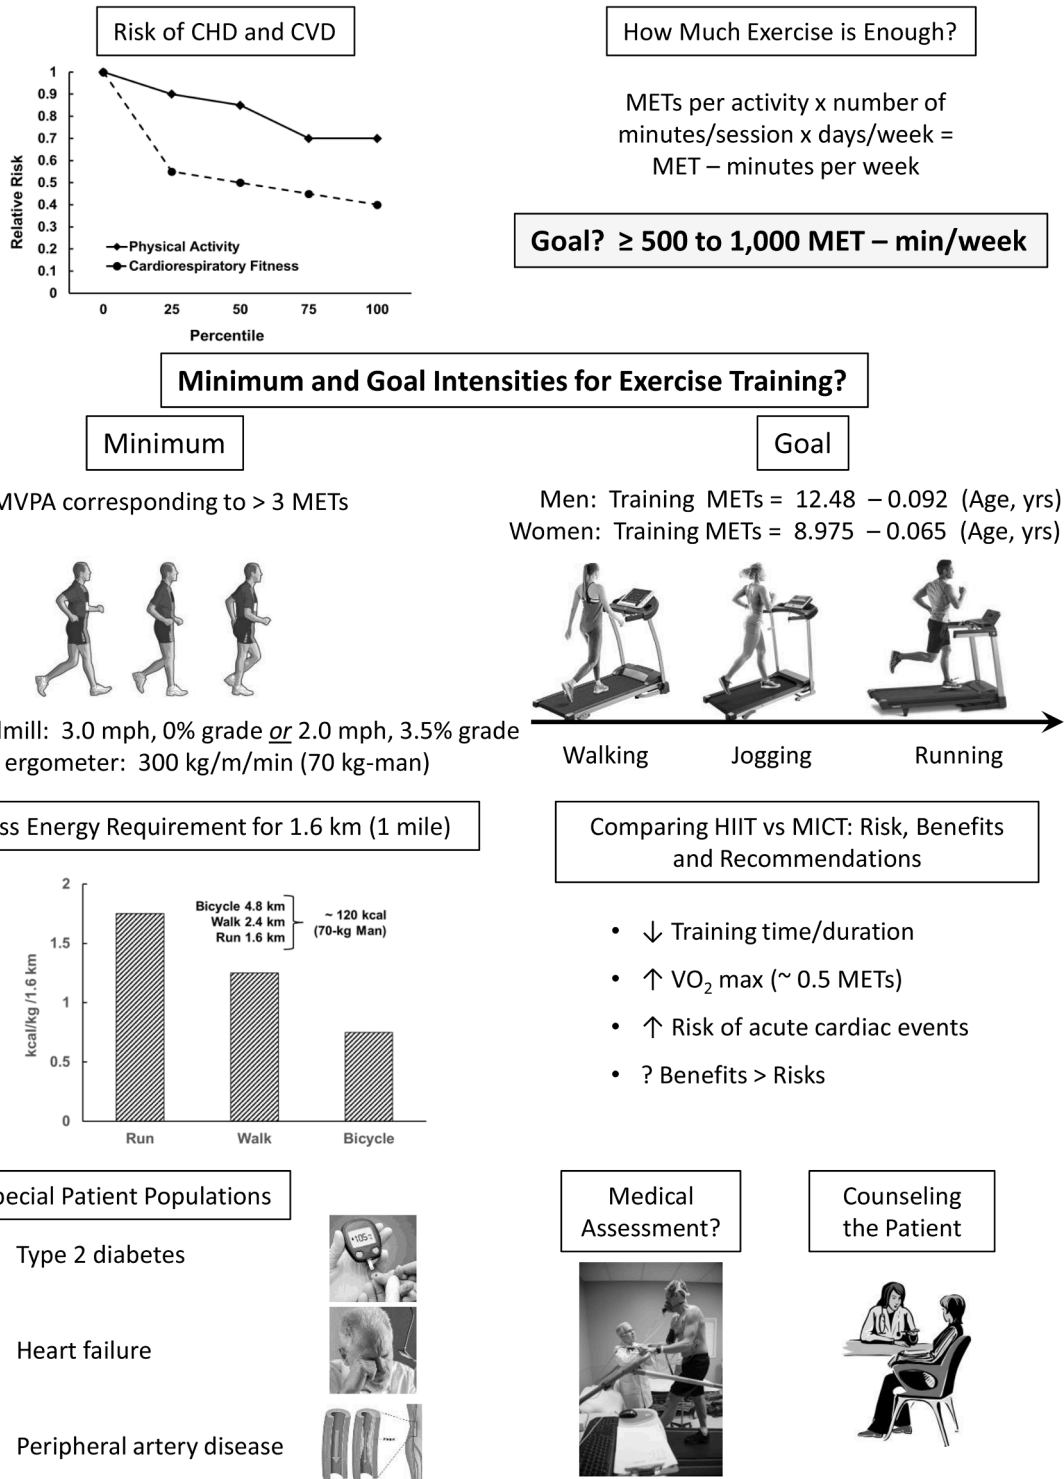 Risk of CHD and CVD
1
0.9
0.8
0.7
0.6
0.5
0.4
0.3
0.2
0.1
0
Relative Risk
Physical Activity
Cardiorespiratory Fitness
0 25 50 75 100
Percentile
How Much Exercise is Enough?
METs per activity x number of
minutes/session x days/week =
MET – minutes per week
Goal? ≥ 500 to 1,000 MET – min/week
Minimum and Goal Intensities for Exercise Training?
Minimum
MVPA corresponding to > 3 METs
lmill: 3.0 mph, 0% grade or 2.0 mph, 3.5% grade
ergometer: 300 kg/m/min (70 kg-man)
Goal
Men: Training METs = 12.48 – 0.092 (Age, yrs)
Women: Training METs = 8.975 – 0.065 (Age, yrs)
Walking Jogging Running
ss Energy Requirement for 1.6 km (1 mile)
2
1.5
1
0.5
0
kcal/kg /1.6 km
Bicycle 4.8 km
Walk 2.4 km
Run 1.6 km
~ 120 kcal
(70-kg Man)
Run Walk Bicycle
Comparing HIIT vs MICT: Risk, Benefits
and Recommendations
• ↓ Training time/duration
• ↑ VO2 max (~ 0.5 METs)
• ↑ Risk of acute cardiac events
• ? Benefits > Risks
pecial Patient Populations
Type 2 diabetes
105
Heart failure
Peripheral artery disease
Medical
Assessment?
Counseling
the Patient